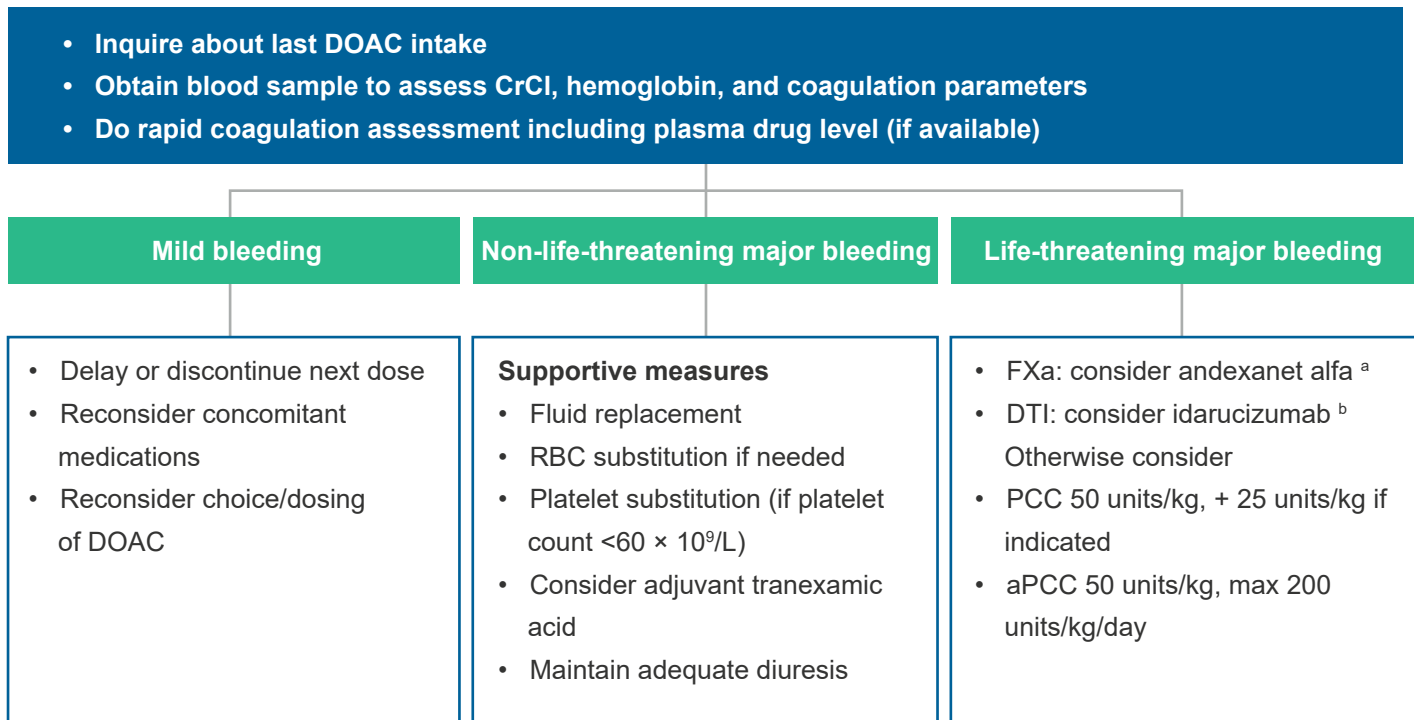 • Inquire about last DOAC intake
• Obtain blood sample to assess CrCl, hemoglobin, and coagulation parameters
• Do rapid coagulation assessment including plasma drug level (if available)
Mild bleeding
Non-life-threatening major bleeding
Life-threatening major bleeding
• Delay or discontinue next dose
• Reconsider concomitant
medications
• Reconsider choice/dosing
of DOAC
Supportive measures
• Fluid replacement
• RBC substitution if needed
• Platelet substitution (if platelet
count <60 × 10⁹/L)
• Consider adjuvant tranexamic
acid
• Maintain adequate diuresis
• FXa: consider andexanet alfa ᵃ
• DTI: consider idarucizumab ᵇ
Otherwise consider
• PCC 50 units/kg, + 25 units/kg if
indicated
• aPCC 50 units/kg, max 200
units/kg/day